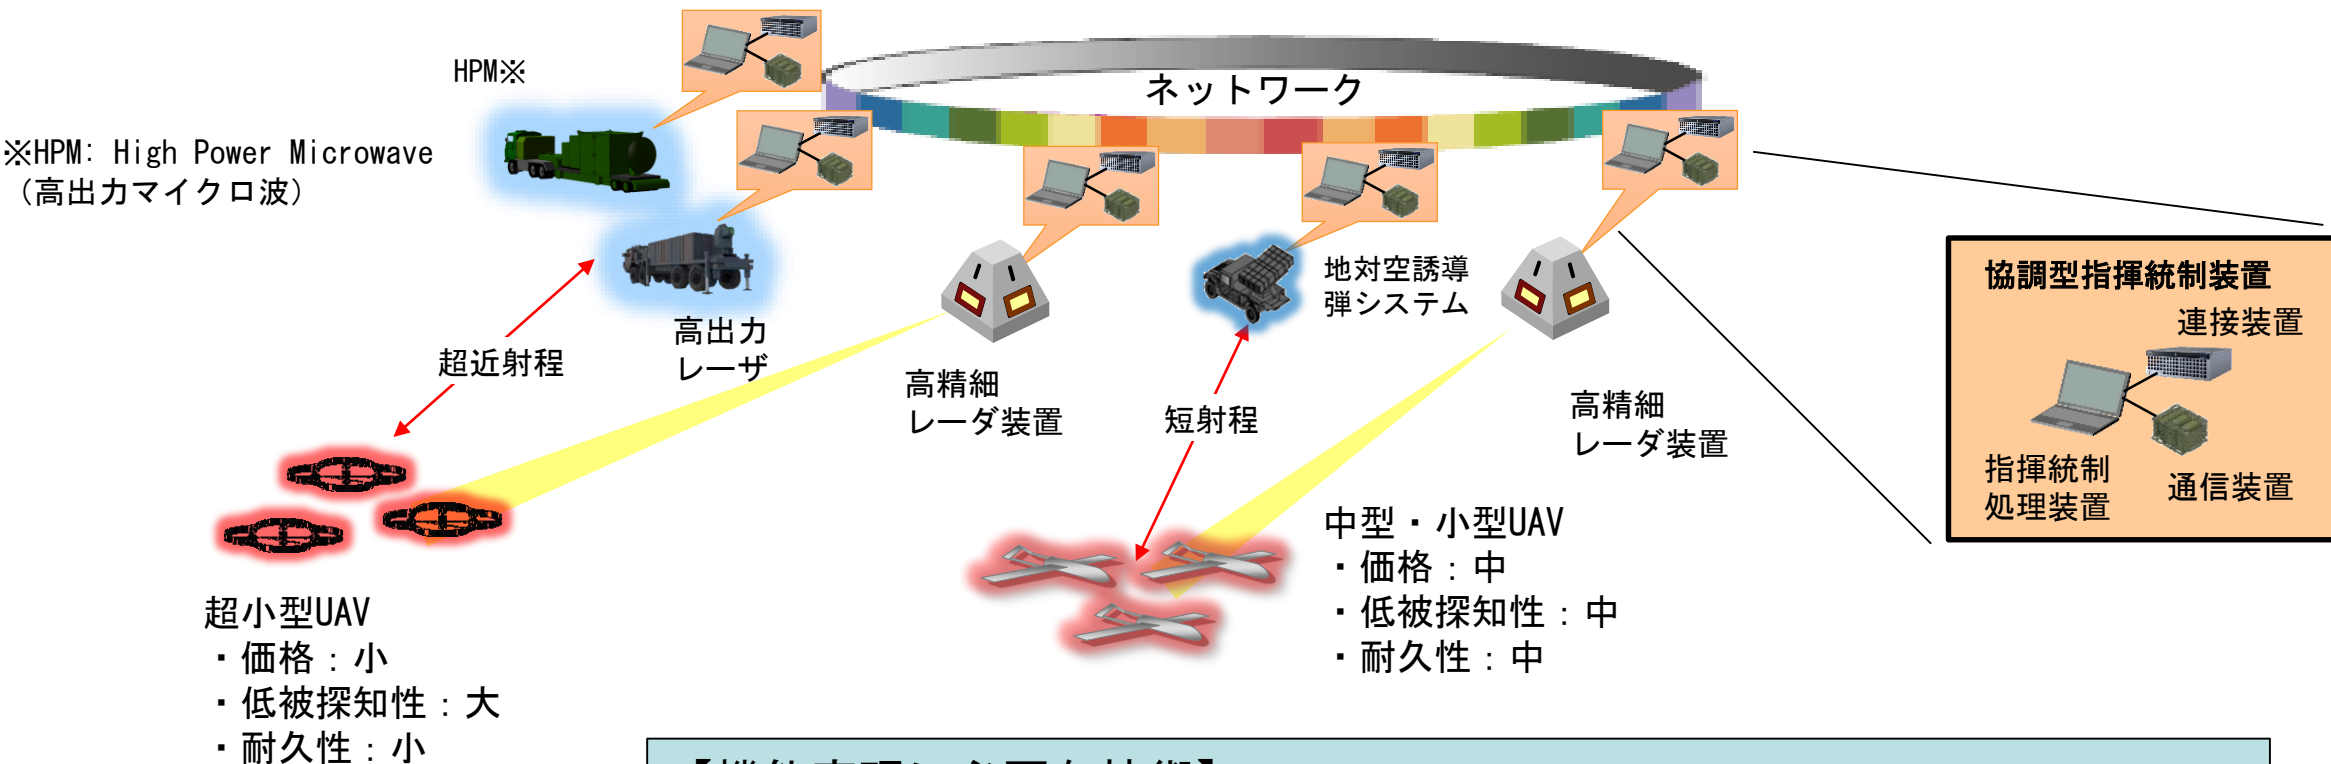 ネットワーク
HPM※
※HPM: High Power Microwave
（高出力マイクロ波）
高出力
レーザ
超近射程
高精細
レーダ装置
地対空誘導
弾システム
短射程
高精細
レーダ装置
協調型指揮統制装置
連接装置
指揮統制
処理装置
通信装置
超小型UAV
・価格：小
・低被探知性：大
・耐久性：小
中型・小型UAV
・価格：中
・低被探知性：中
・耐久性：中